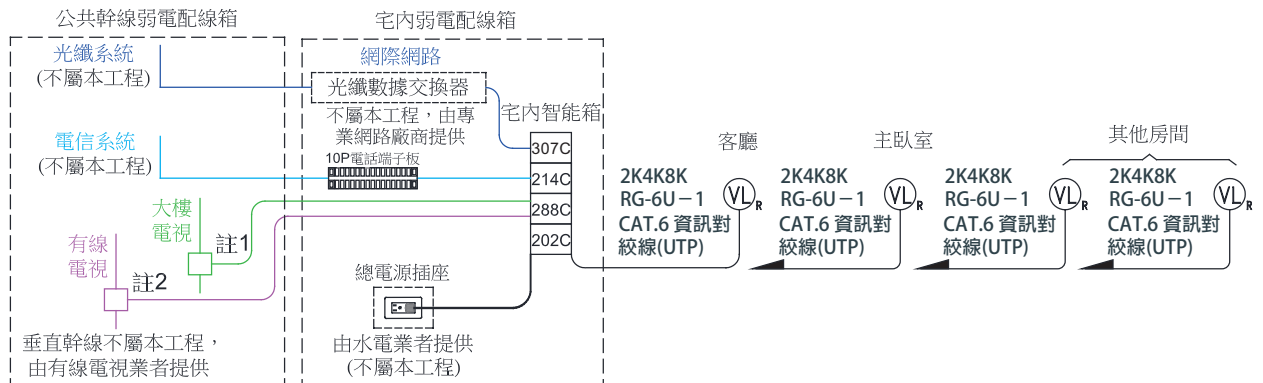 公共幹線弱電配線箱
光纖系統
(不屬本工程)
電信系統
(不屬本工程)
大樓
電視
註1
有線
電視
註2
垂直幹線不屬本工程，
由有線電視業者提供
宅內弱電配線箱
網際網路
光纖數據交換器
不屬本工程，由專
業網路廠商提供
10P電話端子板
宅內智能箱
307C
214C
288C
202C
總電源插座
由水電業者提供
(不屬本工程)
客廳
2K4K8K
RG-6U－1
CAT.6 資訊對
絞線(UTP)
VL
R
主臥室
2K4K8K
RG-6U－1
CAT.6 資訊對
絞線(UTP)
VL
R
其他房間
2K4K8K
RG-6U－1
CAT.6 資訊對
絞線(UTP)
VL
R
2K4K8K
RG-6U－1
CAT.6 資訊對
絞線(UTP)
VL
R